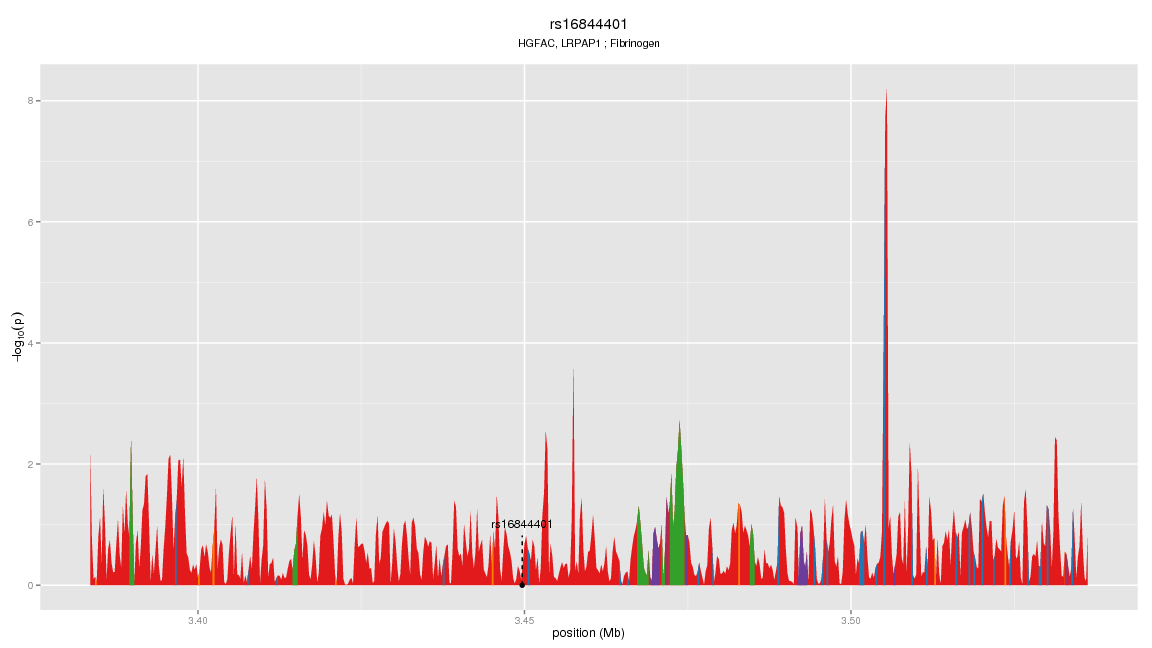 rs16844401
HGFAC, LRPAP1 ; Fibrinogen
−log10(p)
8
6
4
2
0
rs16844401
3.40
3.45
3.50
position (Mb)